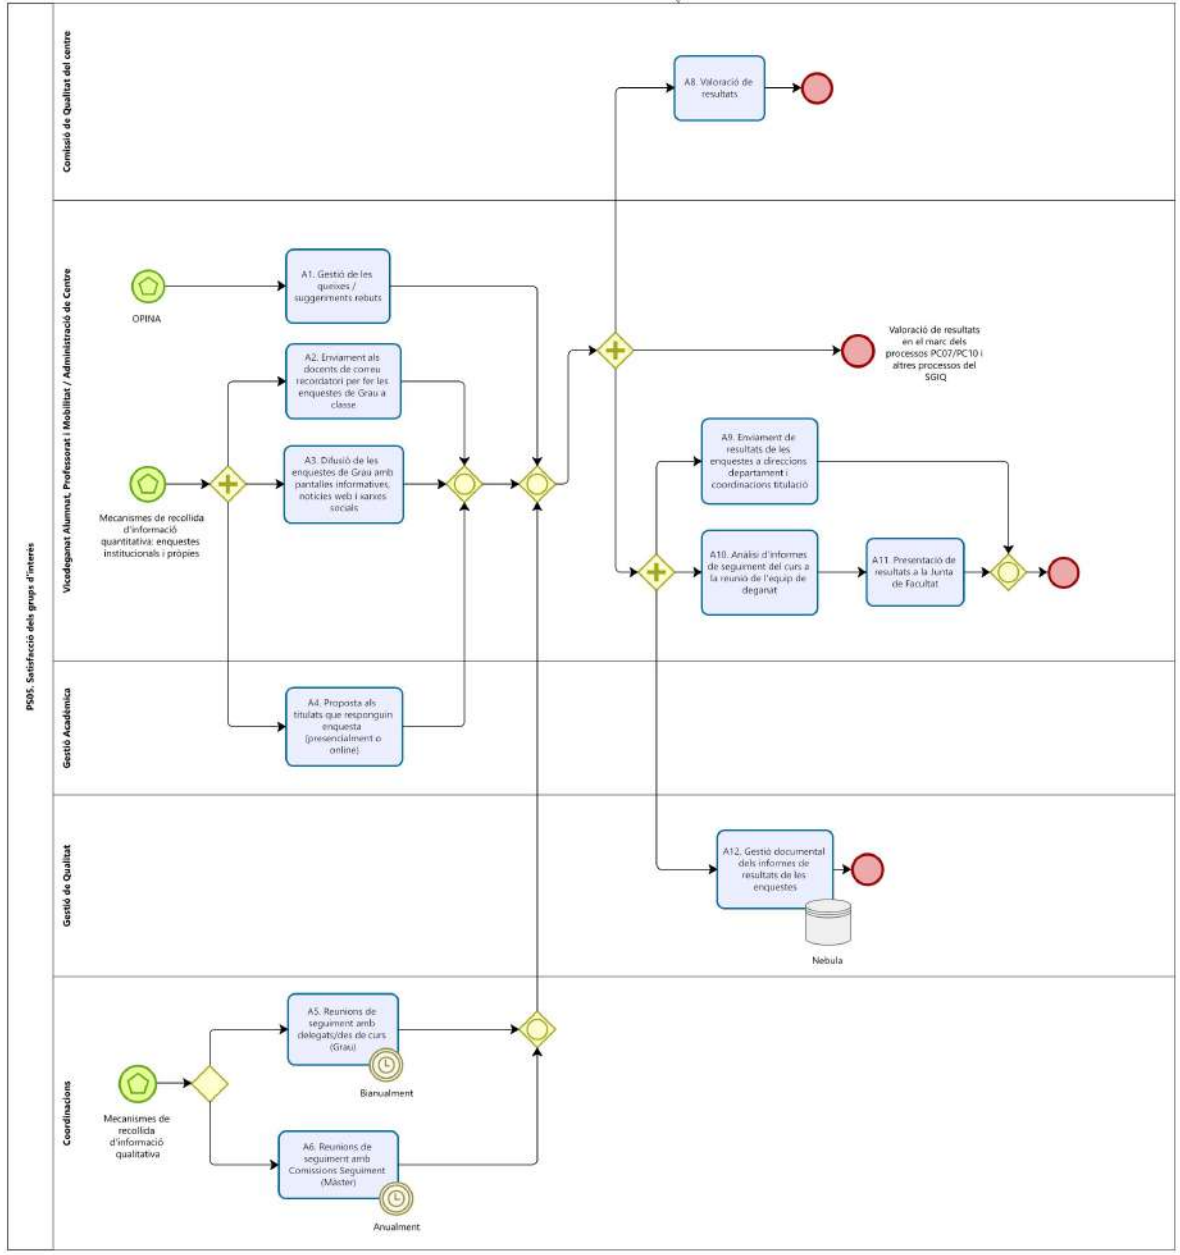 PS05. Satisfacció dels grups d'interès
Comissió de Qualitat del centre
A8. Valoració de
resultats
Vicedeganat Alumnat, Professorat i Mobilitat / Administració de Centre
OPINA
A1. Gestió de les
queixes /
suggeriments rebuts
A2. Enviament als
docents de correu
recordatori per fer les
enquestes de Grau a
classe
Mecanismes de recollida
d'informació
quantitativa: enquestes
institucionals i pròpies
A3. Difusió de les
enquestes de Grau amb
pantalles informatives,
notícies web i xarxes
socials
Valoració de resultats
en el marc dels
processos PC07/PC10 i
altres processos del
SGIQ
A9. Enviament de
resultats de les
enquestes a direccions
departament i
coordinacions titulació
A10. Anàlisi d'informes
de seguiment del curs a
la reunió de l'equip de
deganat
A11. Presentació de
resultats a la Junta
de Facultat
Gestió Acadèmica
A4. Proposta als
titulats que responguin
enquesta
(presencialment o
online)
Gestió de Qualitat
A12. Gestió documental
dels informes de
resultats de les
enquestes
Nebula
Coordinacions
Mecanismes de
recollida
d'informació
qualitativa
A5. Reunions de
seguiment amb
delegats/des de curs
(Grau)
Bianualment
A6. Reunions de
seguiment amb
Comissions Seguiment
(Màster)
Anualment